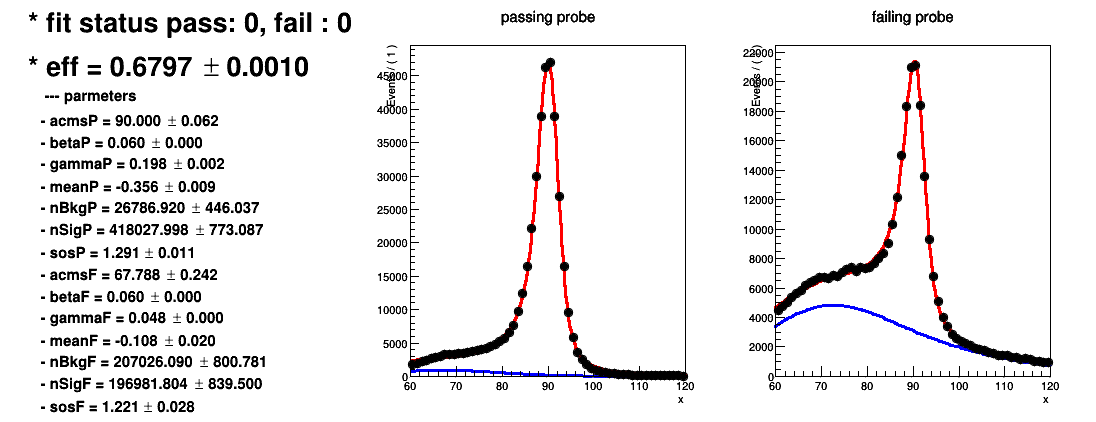 * fit status pass: 0, fail : 0
* eff = 0.6797 ± 0.0010
--- parmeters
- acmsP = 90.000 ± 0.062
- betaP = 0.060 ± 0.000
- gammaP = 0.198 ± 0.002
- meanP = -0.356 ± 0.009
- nBkgP = 26786.920 ± 446.037
- nSigP = 418027.998 ± 773.087
- sosP = 1.291 ± 0.011
- acmsF = 67.788 ± 0.242
- betaF = 0.060 ± 0.000
- gammaF = 0.048 ± 0.000
- meanF = -0.108 ± 0.020
- nBkgF = 207026.090 ± 800.781
- nSigF = 196981.804 ± 839.500
- sosF = 1.221 ± 0.028
passing probe
Events / ( 1 )
45000
40000
35000
30000
25000
20000
15000
10000
5000
0
60 70 80 90 100 110 120
x
failing probe
Events / ( 1 )
22000
20000
18000
16000
14000
12000
10000
8000
6000
4000
2000
0
60 70 80 90 100 110 120
x